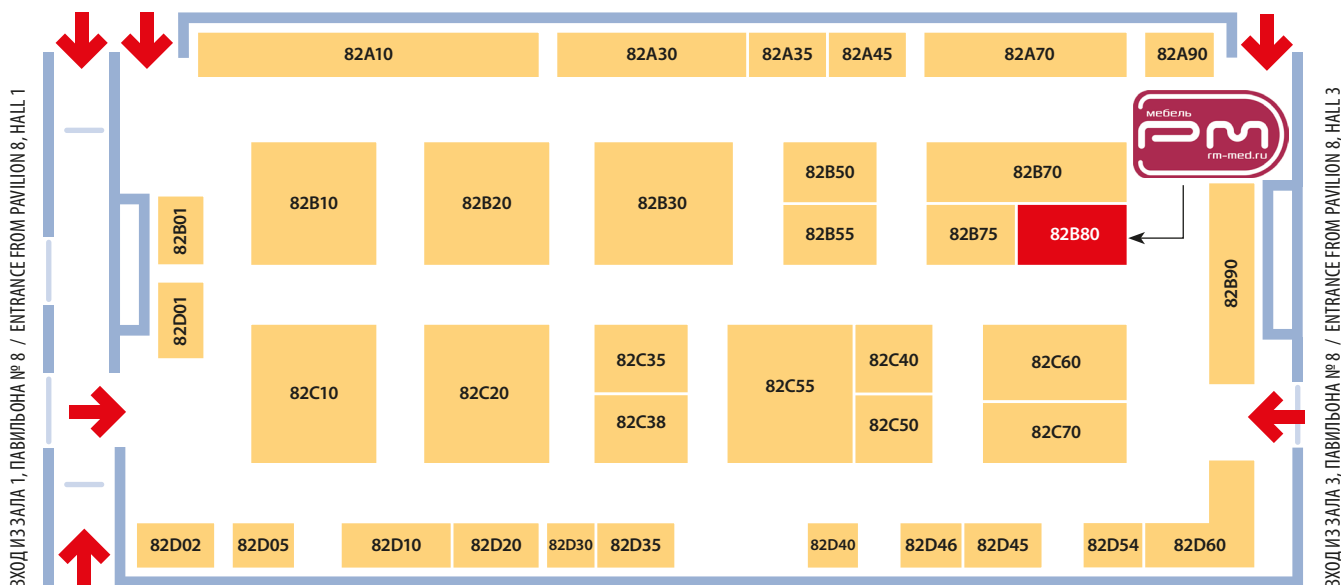 82A10
82A30
82A35
82A45
82A70
82A90
мебель
РМ
rm-med.ru
82B10
82B20
82B30
82B50
82B70
82B55
82B75
82B80
82B01
82D01
82B90
82C10
82C20
82C35
82C38
82C55
82C40
82C50
82C60
82C70
82D02
82D05
82D10
82D20
82D30
82D35
82D40
82D46
82D45
82D54
82D60
ВХОД ИЗ ЗАЛА 1, ПАВИЛЬОНА № 8 / ENTRANCE FROM PAVILION 8, HALL 1
ВХОД ИЗ ЗАЛА 3, ПАВИЛЬОНА № 8 / ENTRANCE FROM PAVILION 8, HALL 3